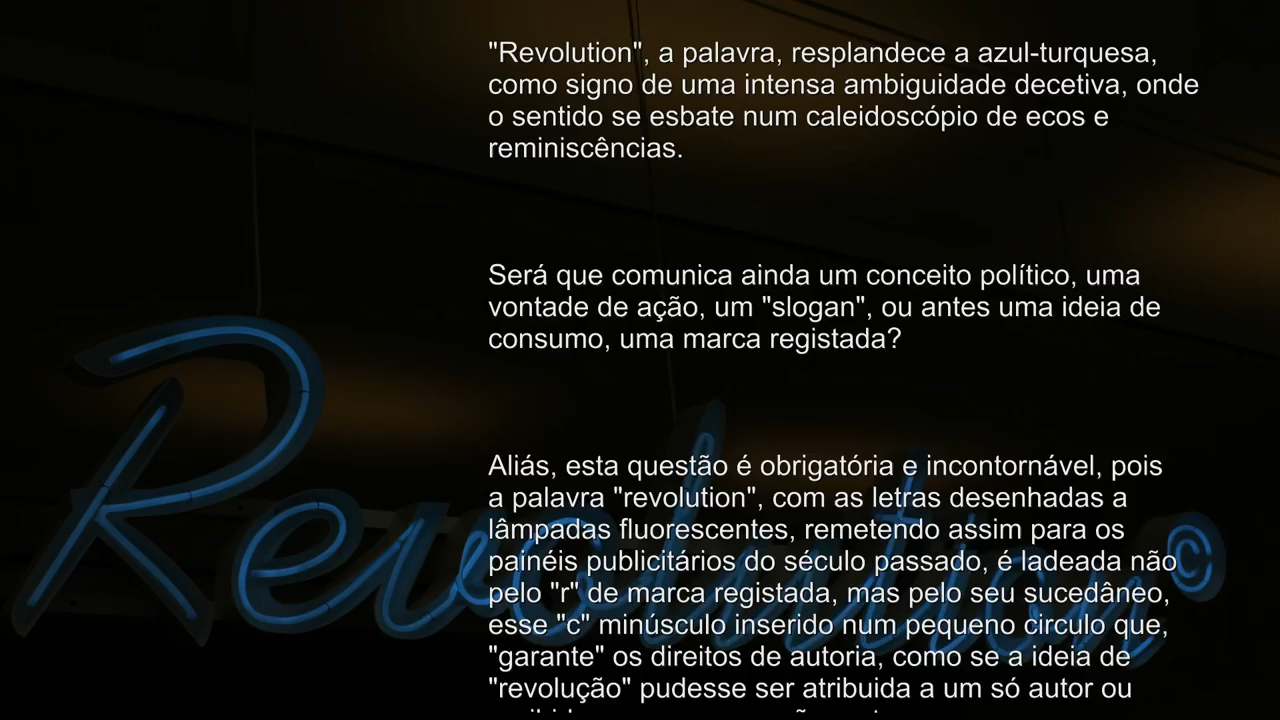 "Revolution", a palavra, resplandece a azul-turquesa,
como signo de uma intensa ambiguidade decetiva, onde
o sentido se esbate num caleidoscópio de ecos e
reminiscências.
Será que comunica ainda um conceito político, uma
vontade de ação, um "slogan", ou antes uma ideia de
consumo, uma marca registada?
Aliás, esta questão é obrigatória e incontornável, pois
a palavra "revolution", com as letras desenhadas a
lâmpadas fluorescentes, remetendo assim para os
painéis publicitários do século passado, é ladeada não
pelo "r" de marca registada, mas pelo seu sucedâneo,
esse "c" minúsculo inserido num pequeno circulo que,
"garante" os direitos de autoria, como se a ideia de
"revolução" pudesse ser atribuida a um só autor ou
Revolution©